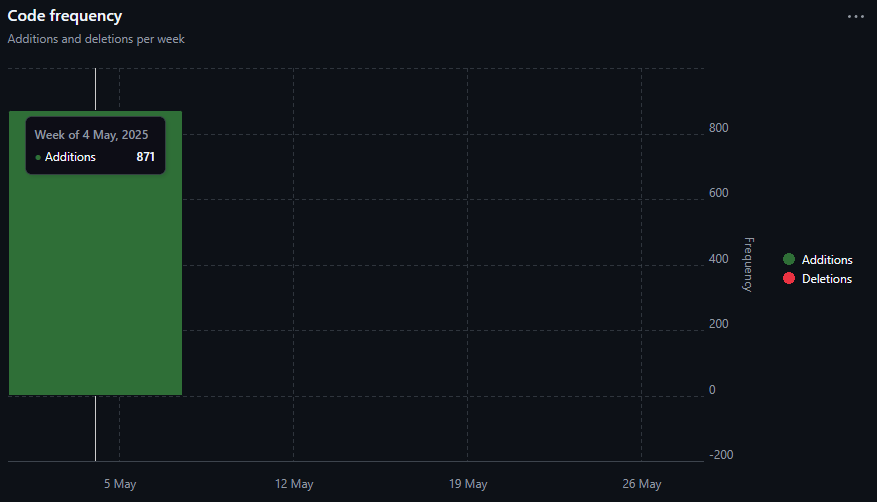 Code frequency
Additions and deletions per week
Week of 4 May, 2025
Additions 871
800
600
400
200
0
-200
Frequency
Additions
Deletions
5 May 12 May 19 May 26 May